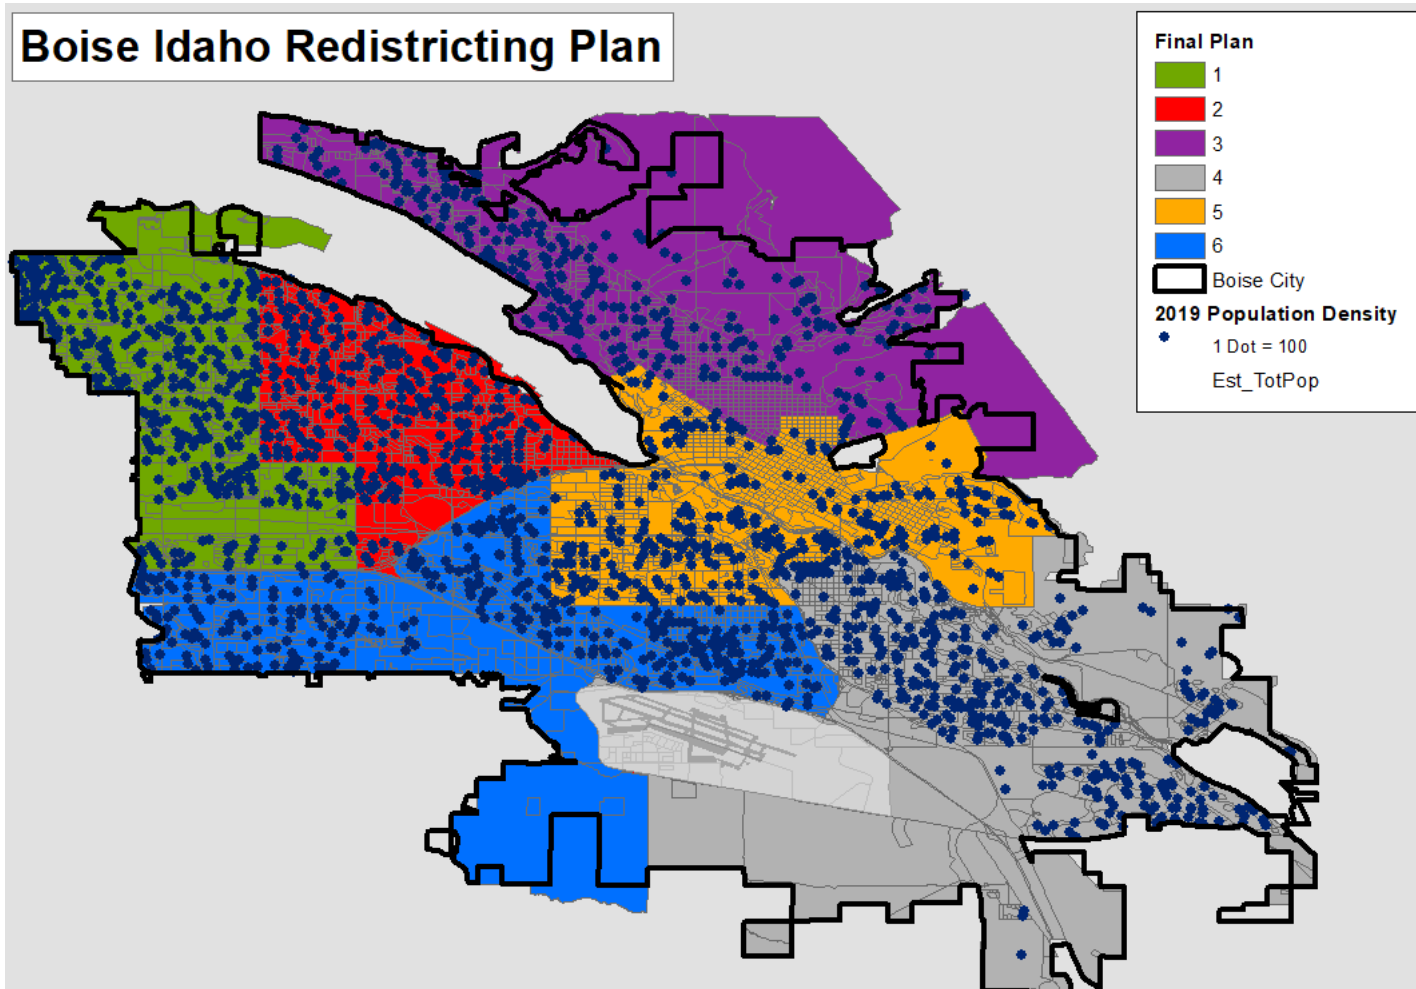 Boise Idaho Redistricting Plan
Final Plan
1
2
3
4
5
6
Boise City
2019 Population Density
1 Dot = 100
Est_TotPop